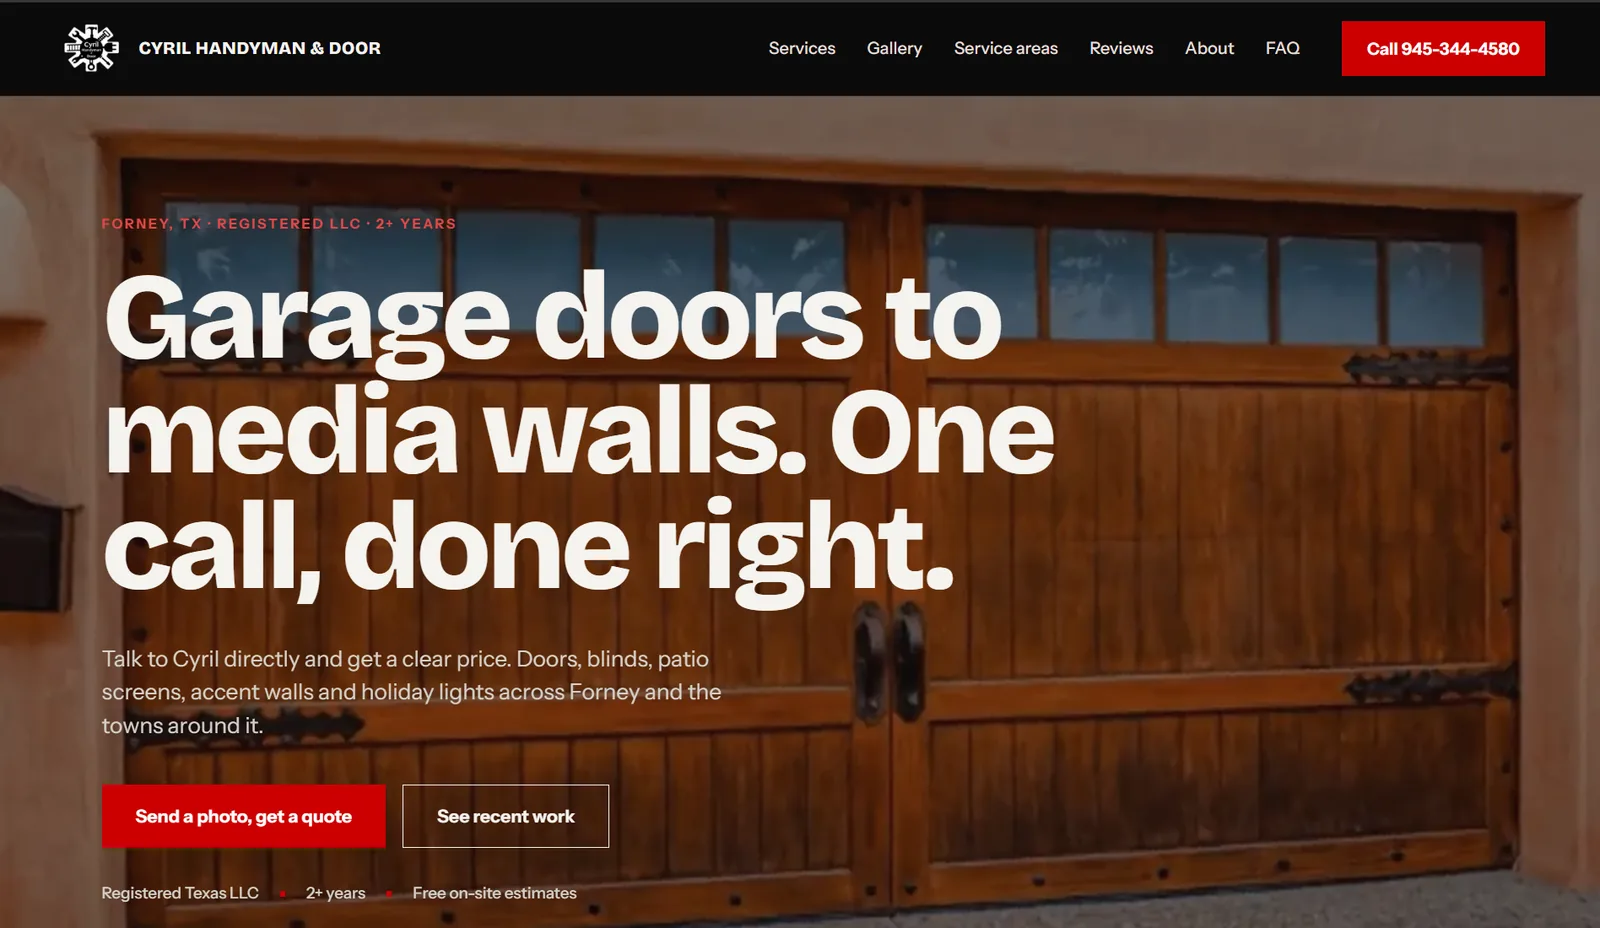 Cyril
CYRIL HANDYMAN & DOOR
Services
Gallery
Service areas
Reviews
About
FAQ
Call 945-344-4580
FORNEY, TX · REGISTERED LLC · 2+ YEARS
Garage doors to
media walls. One
call, done right.
Talk to Cyril directly and get a clear price. Doors, blinds, patio
screens, accent walls and holiday lights across Forney and the
towns around it.
Send a photo, get a quote
See recent work
Registered Texas LLC
2+ years
Free on-site estimates